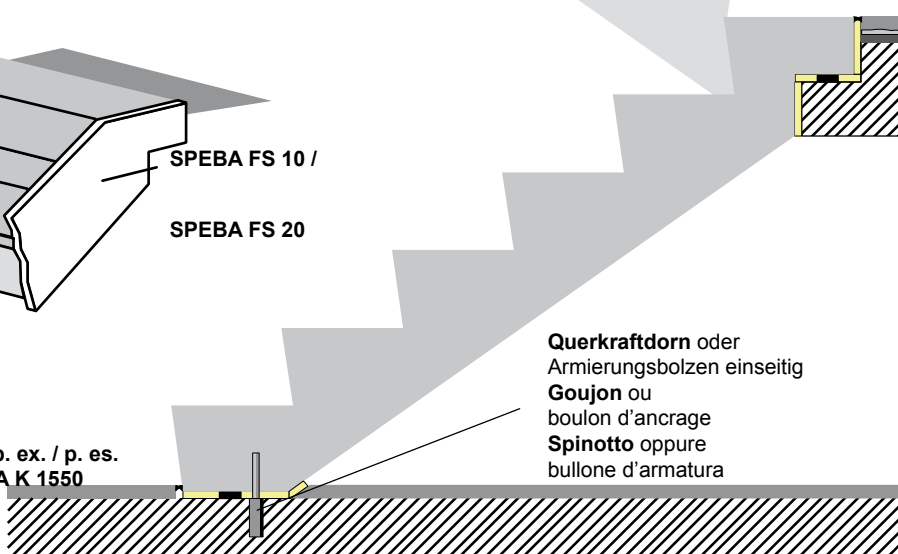 SPEBA FS 10 /
SPEBA FS 20
Querkraftdorn oder
Armierungsbolzen einseitig
Goujon ou
boulon d'ancrage
Spinotto oppure
bullone d'armatura
p. ex. / p. es.
A K 1550